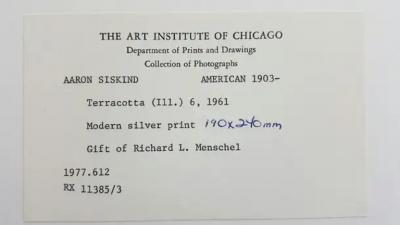 THE ART INSTITUTE OF CHICAGO
Department of Prints and Drawings
Collection of Photographs
AARON SISKIND AMERICAN 1903-
Terracotta (Ill.) 6, 1961
Modern silver print 190x240mm
Gift of Richard L. Menschel
1977.612
RX 11385/3